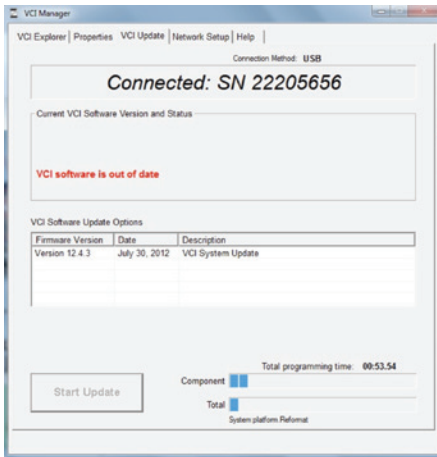 VCI Manager
VCI Explorer Properties VCI Update Network Setup Help
Connection Method: USB
Connected: SN 22205656
Current VCI Software Version and Status
VCI software is out of date
VCI Software Update Options
Firmware Version Date Description
Version 12.4.3 July 30, 2012 VCI System Update
Total programming time: 00:53.54
Component
Start Update
Total
System platform.Reformat